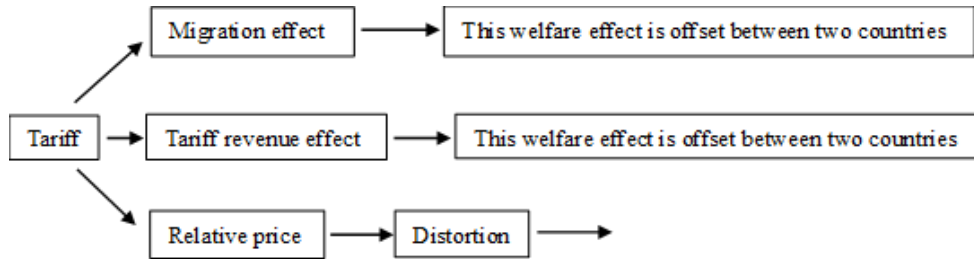 Migration effect
This welfare effect is offset between two countries
Tariff
Tariff revenue effect
This welfare effect is offset between two countries
Relative price
Distortion